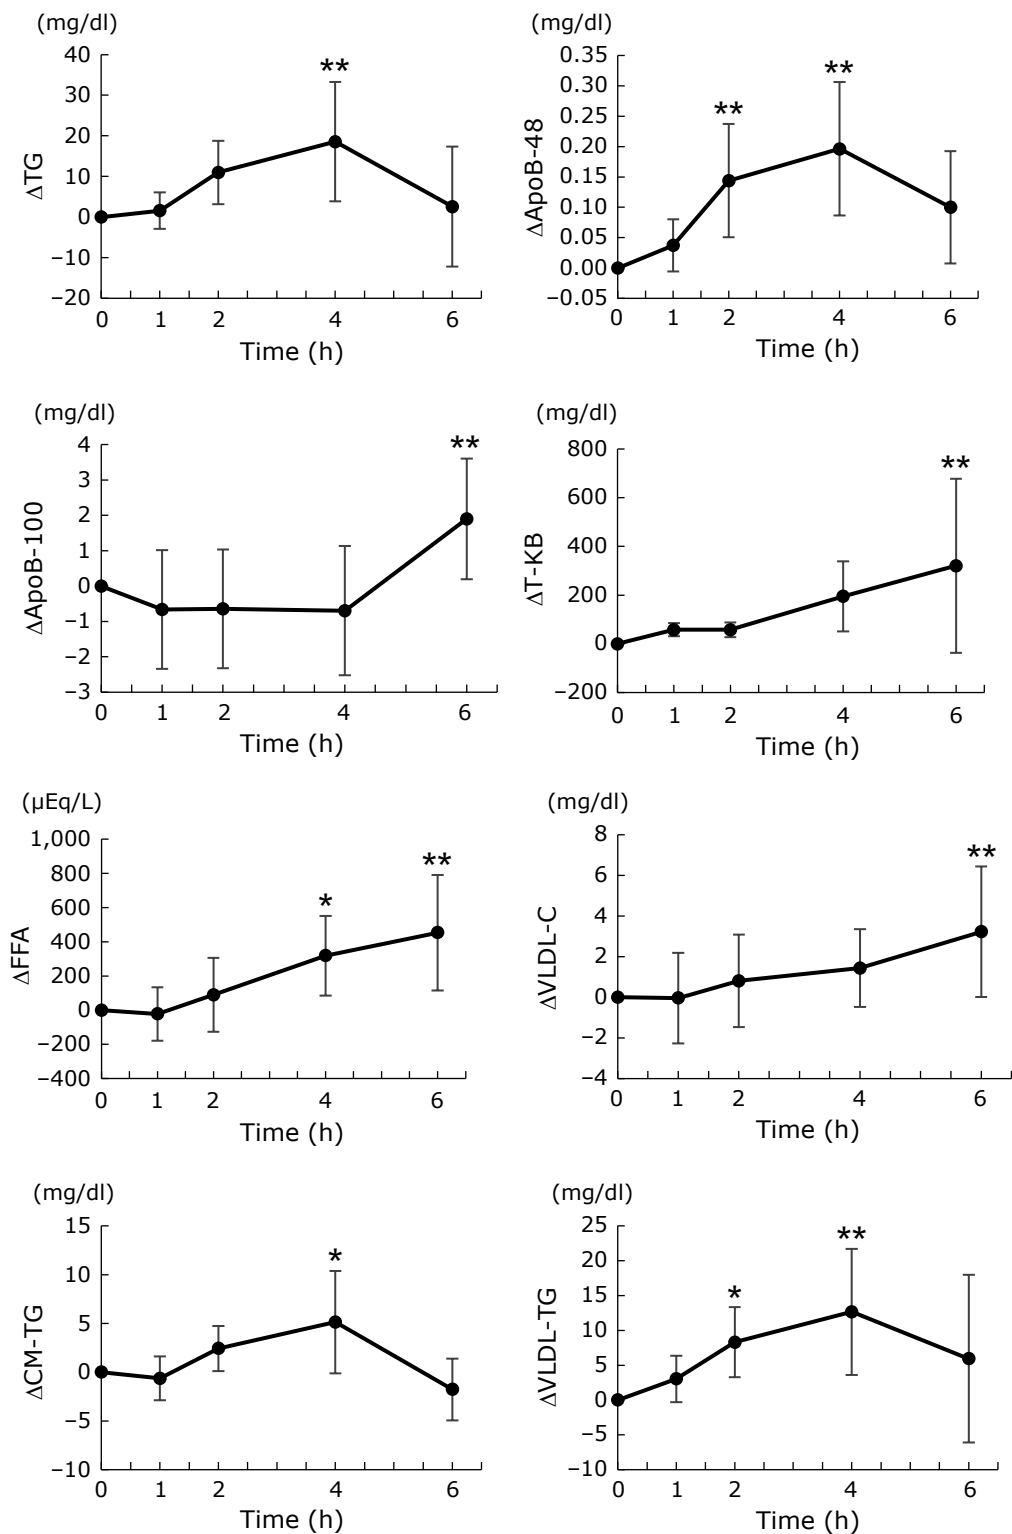 (mg/dl)
ΔTG
40
30
20
10
0
−10
−20
**
0 1 2 4 6
Time (h)
(mg/dl)
ΔApoB-48
0.35
0.30
0.25
0.20
0.15
0.10
0.05
0.00
−0.05
**
**
0 1 2 4 6
Time (h)
(mg/dl)
ΔApoB-100
4
3
2
1
0
−1
−2
−3
**
0 1 2 4 6
Time (h)
(mg/dl)
ΔT-KB
800
600
400
200
0
−200
**
0 1 2 4 6
Time (h)
(μEq/L)
ΔFFA
1,000
800
600
400
200
0
−200
−400
*
**
0 1 2 4 6
Time (h)
(mg/dl)
ΔVLDL-C
8
6
4
2
0
−2
−4
**
0 1 2 4 6
Time (h)
(mg/dl)
ΔCM-TG
15
10
5
0
−5
−10
*
0 1 2 4 6
Time (h)
(mg/dl)
ΔVLDL-TG
25
20
15
10
5
0
−5
−10
*
**
0 1 2 4 6
Time (h)